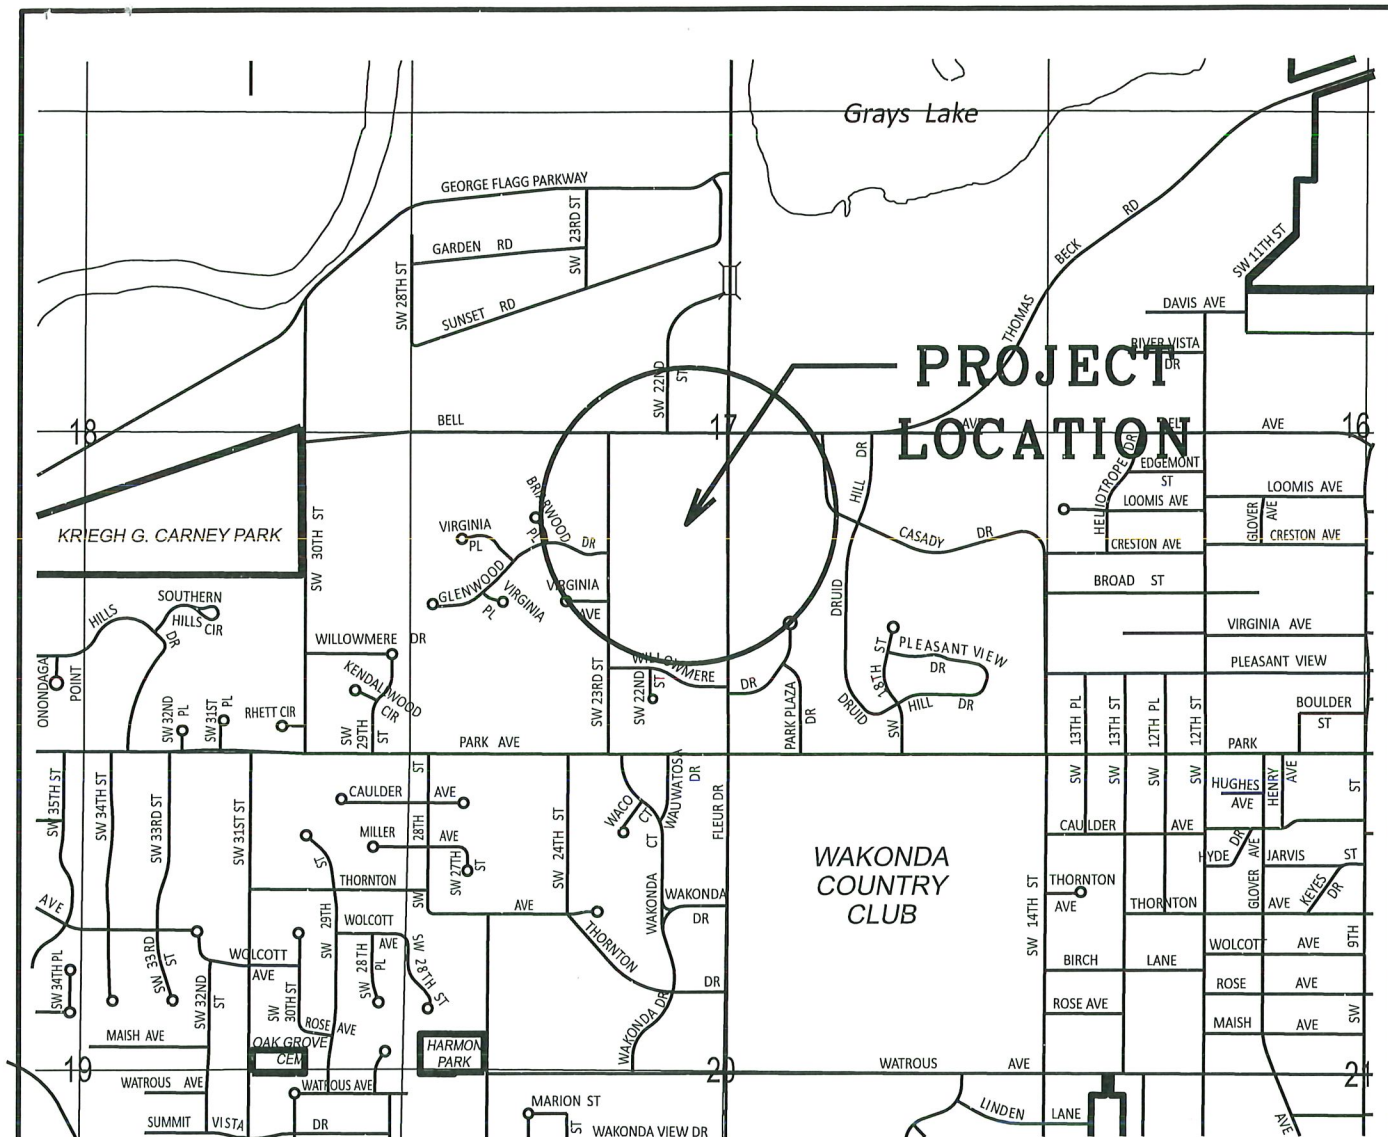 Grays Lake
GEORGE FLAGG PARKWAY
23RD ST
SW
GARDEN RD
SW 28TH ST
SUNSET RD
BECK RD
THOMAS
SW 11TH ST
DAVIS AVE
RIVER VISTA
DR
PROJECT
LOCATION
SW 22ND
ST
18
17
16
BELL
AVE
BELL
AVE
HILL DR
HELIOTROPE DR
EDGEMONT
ST
LOOMIS AVE
LOOMIS AVE
GLOVER
AVE
CRESTON AVE
CRESTON AVE
KRIEGH G. CARNEY PARK
SW 30TH ST
VIRGINIA
PL
BRIARWOOD
PL
DR
GLENWOOD
VIRGINIA
PL
VIRGINIA
AVE
CASADY DR
BROAD ST
DRUID
SOUTHERN
HILLS CIR
HILLS
DR
WILLOWMERE DR
VIRGINIA AVE
PLEASANT VIEW
DR
PLEASANT VIEW
18TH ST
SW
ONONDAGA
POINT
KENDALLWOOD
CIR
WILLOWMERE
DR
SW 23RD ST
SW 22ND
ST
PARK PLAZA
DR
DRUID
HILL DR
SW 32ND
PL
SW 31ST
PL
RHETT CIR
SW
29TH
ST
SW 13TH PL
SW 13TH ST
SW 12TH PL
SW 12TH ST
BOULDER
ST
PARK AVE
PARK
AVE
SW 35TH ST
SW 34TH ST
SW 33RD ST
SW 31ST ST
CAULDER AVE
MILLER AVE
SW 28TH ST
SW 27TH
ST
SW 24TH ST
WACO
CT
WAUWATOSA
DR
CT
FLEUR DR
HUGHES
AVE
HENRY
ST
CAULDER AVE
HYDE DR
GLOVER AVE
JARVIS ST
KEYES
DR
WAKONDA
COUNTRY
CLUB
ST
THORNTON
AVE
WAKONDA
WAKONDA
DR
THORNTON
AVE
THORNTON
AVE
SW 14TH ST
AVE
SW 29TH
WOLCOTT
AVE
THORNTON
DR
WOLCOTT AVE
9TH
SW
SW 34TH PL
SW 33RD
ST
WOLCOTT
AVE
SW 28TH
PL
SW 28TH ST
BIRCH LANE
SW 32ND
ST
SW
30TH ST
ROSE AVE
WAKONDA DR
ROSE AVE
ROSE AVE
MAISH AVE
OAK GROVE
CEM
HARMON
PARK
MAISH AVE
19
20
21
WATROUS AVE
WATROUS AVE
WATROUS AVE
SUMMIT VISTA DR
MARION ST
ST
WAKONDA VIEW DR
LINDEN LANE
AVE